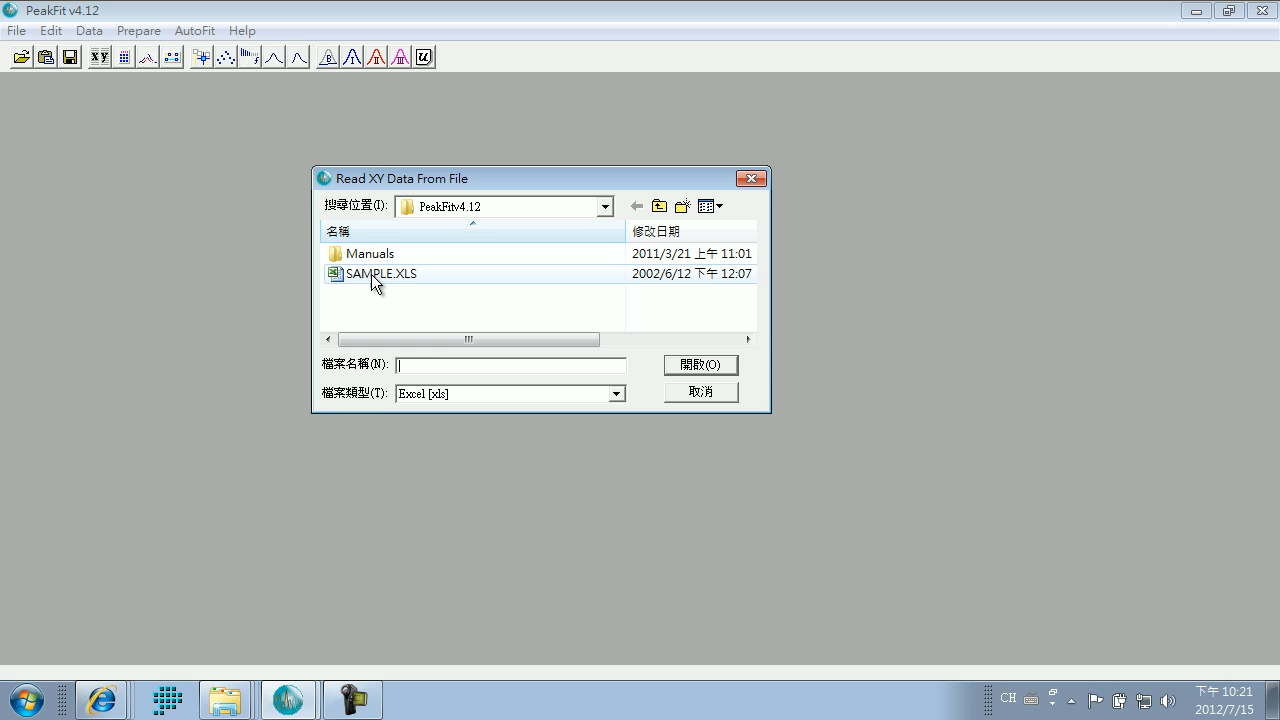 PeakFit v4.12
File Edit Data Prepare AutoFit Help
xy
B
I
II
III
u
Read XY Data From File
搜尋位置(I): PeakFitv4.12
名稱 修改日期
Manuals 2011/3/21 上午 11:01
SAMPLE.XLS 2002/6/12 下午 12:07
檔案名稱(N): 開啟(O)
檔案類型(T): Excel [xls] 取消
CH
下午 10:21
2012/7/15